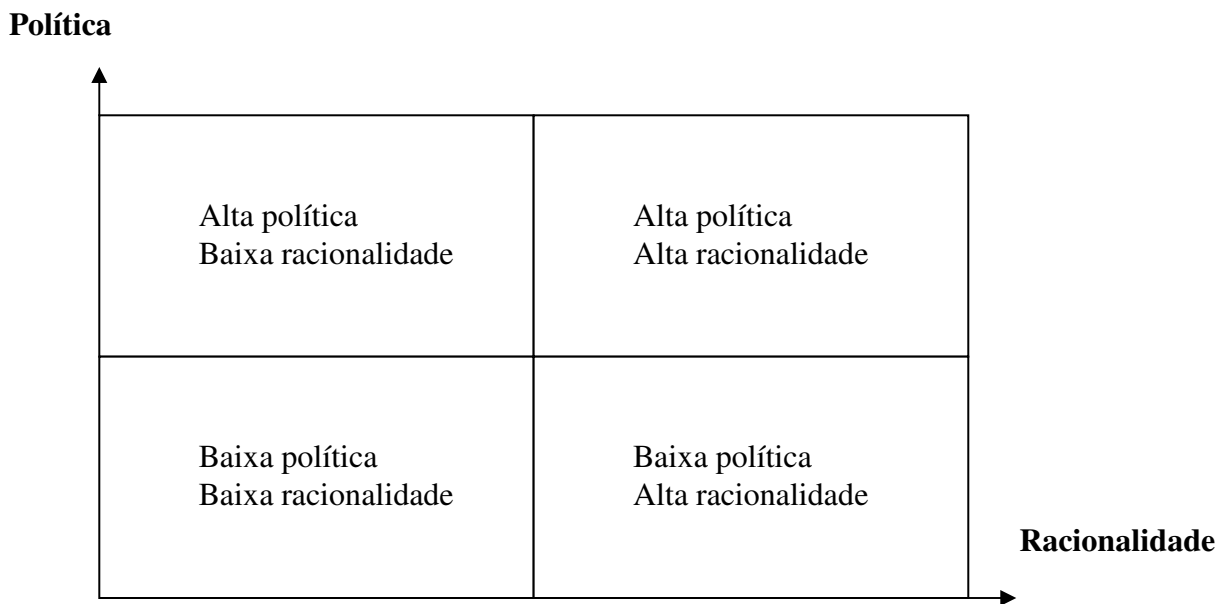 Política
Alta política
Baixa racionalidade
Alta política
Alta racionalidade
Baixa política
Baixa racionalidade
Baixa política
Alta racionalidade
Racionalidade